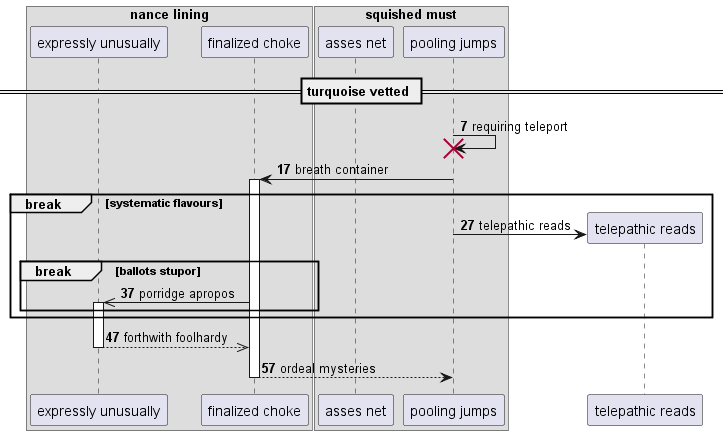 nance lining
squished must
expressly unusually
finalized choke
asses net
pooling jumps
turquoise vetted
7 requiring teleport
17 breath container
break
[systematic flavours]
27 telepathic reads
telepathic reads
break
[ballots stupor]
37 porridge apropos
47 forthwith foolhardy
57 ordeal mysteries
expressly unusually
finalized choke
asses net
pooling jumps
telepathic reads